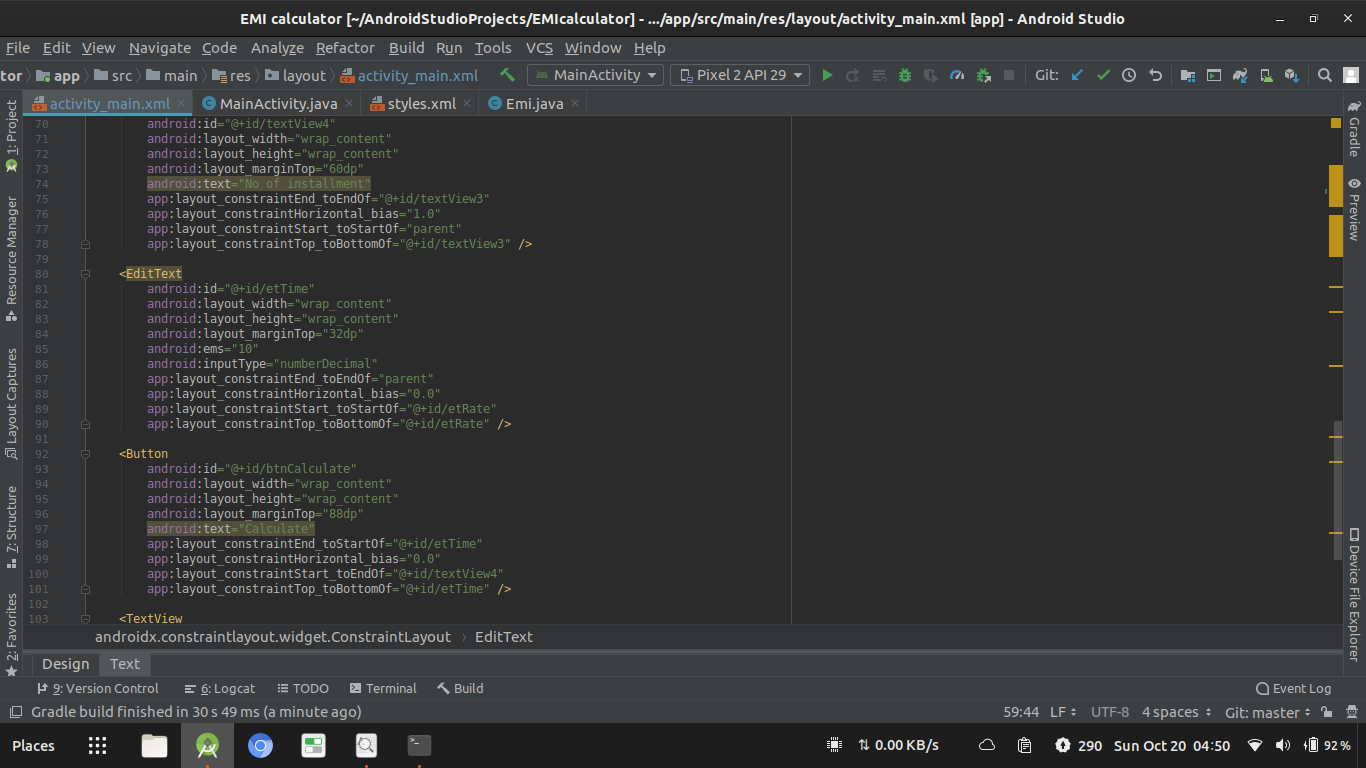 EMI calculator [~/AndroidStudioProjects/EMIcalculator] - .../app/src/main/res/layout/activity_main.xml [app] - Android Studio
File Edit View Navigate Code Analyze Refactor Build Run Tools VCS Window Help
tor app src main res layout activity_main.xml MainActivity Pixel 2 API 29 Git:
activity_main.xml MainActivity.java styles.xml Emi.java
1: Project
Resource Manager
Layout Captures
7: Structure
2: Favorites
70 android:id="@+id/textView4"
71 android:layout_width="wrap_content"
72 android:layout_height="wrap_content"
73 android:layout_marginTop="60dp"
74 android:text="No of installment"
75 app:layout_constraintEnd_toEndOf="@+id/textView3"
76 app:layout_constraintHorizontal_bias="1.0"
77 app:layout_constraintStart_toStartOf="parent"
78 app:layout_constraintTop_toBottomOf="@+id/textView3" />
79
80 <EditText
81 android:id="@+id/etTime"
82 android:layout_width="wrap_content"
83 android:layout_height="wrap_content"
84 android:layout_marginTop="32dp"
85 android:ems="10"
86 android:inputType="numberDecimal"
87 app:layout_constraintEnd_toEndOf="parent"
88 app:layout_constraintHorizontal_bias="0.0"
89 app:layout_constraintStart_toStartOf="@+id/etRate"
90 app:layout_constraintTop_toBottomOf="@+id/etRate" />
91
92 <Button
93 android:id="@+id/btnCalculate"
94 android:layout_width="wrap_content"
95 android:layout_height="wrap_content"
96 android:layout_marginTop="88dp"
97 android:text="Calculate"
98 app:layout_constraintEnd_toStartOf="@+id/etTime"
99 app:layout_constraintHorizontal_bias="0.0"
100 app:layout_constraintStart_toEndOf="@+id/textView4"
101 app:layout_constraintTop_toBottomOf="@+id/etTime" />
102
103 <TextView
Gradle
Preview
Device File Explorer
androidx.constraintlayout.widget.ConstraintLayout › EditText
Design Text
9: Version Control 6: Logcat TODO Terminal Build Event Log
Gradle build finished in 30 s 49 ms (a minute ago) 59:44 LF UTF-8 4 spaces Git: master
Places 0.00 KB/s 290 Sun Oct 20 04:50 92 %